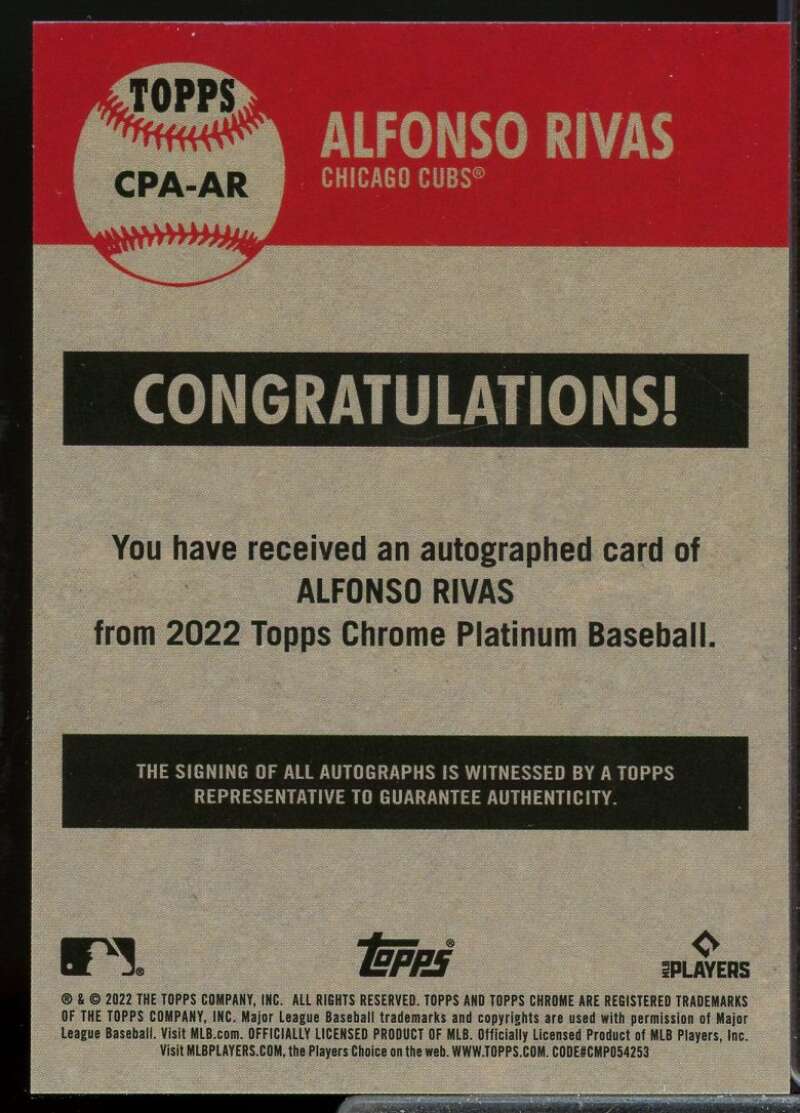 TOPPS
CPA-AR
ALFONSO RIVAS
CHICAGO CUBS®
CONGRATULATIONS!
You have received an autographed card of
ALFONSO RIVAS
from 2022 Topps Chrome Platinum Baseball.
THE SIGNING OF ALL AUTOGRAPHS IS WITNESSED BY A TOPPS
REPRESENTATIVE TO GUARANTEE AUTHENTICITY.
®
Topps®
MLB PLAYERS
® & © 2022 THE TOPPS COMPANY, INC. ALL RIGHTS RESERVED. TOPPS AND TOPPS CHROME ARE REGISTERED TRADEMARKS
OF THE TOPPS COMPANY, INC. Major League Baseball trademarks and copyrights are used with permission of Major
League Baseball. Visit MLB.com. OFFICIALLY LICENSED PRODUCT OF MLB. Officially Licensed Product of MLB Players, Inc.
Visit MLBPLAYERS.COM, the Players Choice on the web. WWW.TOPPS.COM. CODE#CMP054253